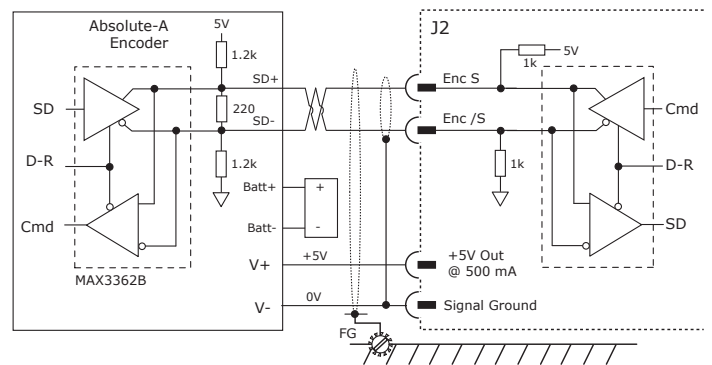 Absolute-A
Encoder
5V
1.2k
SD+
220
SD-
1.2k
SD
D-R
Cmd
MAX3362B
Batt+
Batt-
+
-
V+
+5V
V-
0V
FG
J2
Enc S
Enc /S
1k
5V
1k
Cmd
D-R
SD
+5V Out
@ 500 mA
Signal Ground